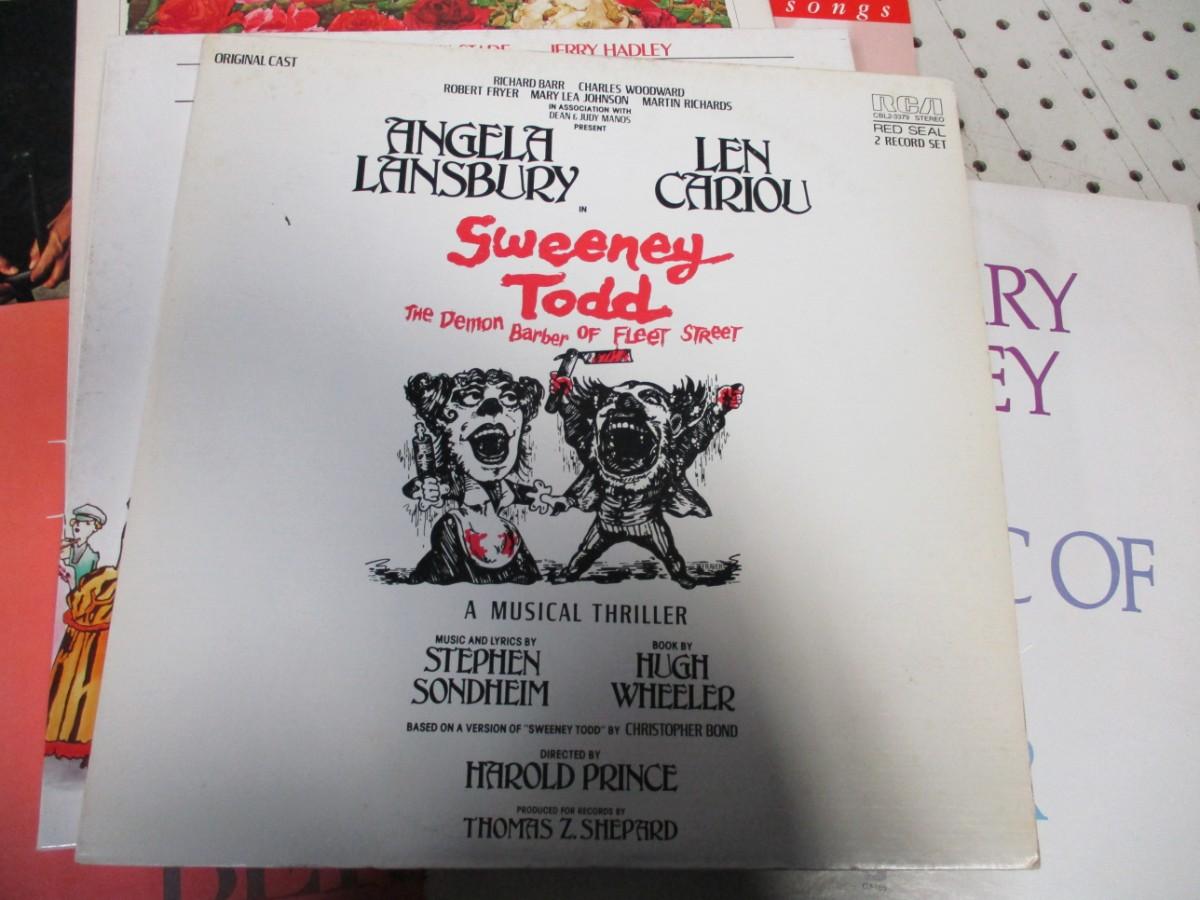 songs
JERRY HADLEY
ORIGINAL CAST
RICHARD BARR CHARLES WOODWARD
ROBERT FRYER MARY LEA JOHNSON MARTIN RICHARDS
IN ASSOCIATION WITH
DEAN & JUDY MANOS
PRESENT
RCA
CBL2-3379 STEREO
RED SEAL
2 RECORD SET
ANGELA
LANSBURY
LEN
CARIOU
IN
Sweeney
Todd
The Demon Barber OF FLEET STREET
A MUSICAL THRILLER
MUSIC AND LYRICS BY
STEPHEN
SONDHEIM
BOOK BY
HUGH
WHEELER
BASED ON A VERSION OF "SWEENEY TODD" BY CHRISTOPHER BOND
DIRECTED BY
HAROLD PRINCE
PRODUCED FOR RECORDS BY
THOMAS Z. SHEPARD
RY
EY
C OF